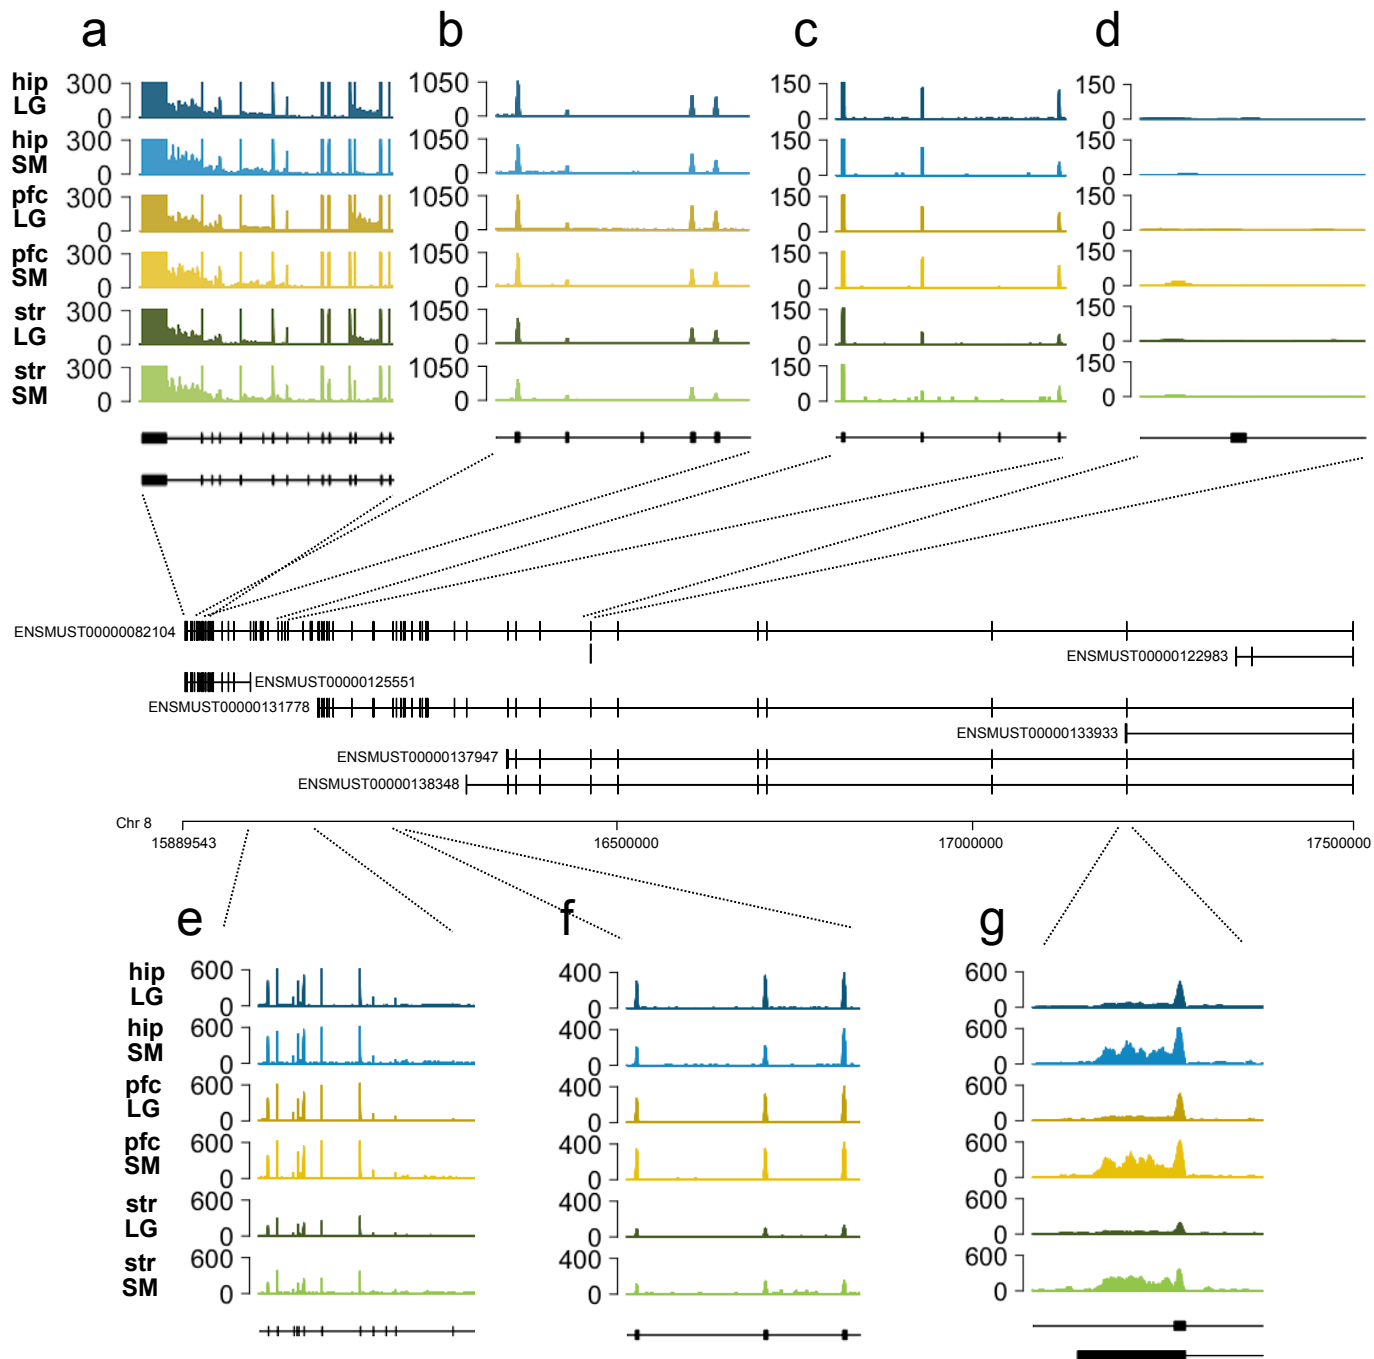 a b c d
hip
LG
300
0
1050
0
150
0
150
0
hip
SM
300
0
1050
0
150
0
150
0
pfc
LG
300
0
1050
0
150
0
150
0
pfc
SM
300
0
1050
0
150
0
150
0
str
LG
300
0
1050
0
150
0
150
0
str
SM
300
0
1050
0
150
0
150
0
ENSMUST00000082104
ENSMUST00000122983
ENSMUST00000125551
ENSMUST00000131778
ENSMUST00000133933
ENSMUST00000137947
ENSMUST00000138348
Chr 8
15889543 16500000 17000000 17500000
e f g
hip
LG
600
0
400
0
600
0
hip
SM
600
0
400
0
600
0
pfc
LG
600
0
400
0
600
0
pfc
SM
600
0
400
0
600
0
str
LG
600
0
400
0
600
0
str
SM
600
0
400
0
600
0